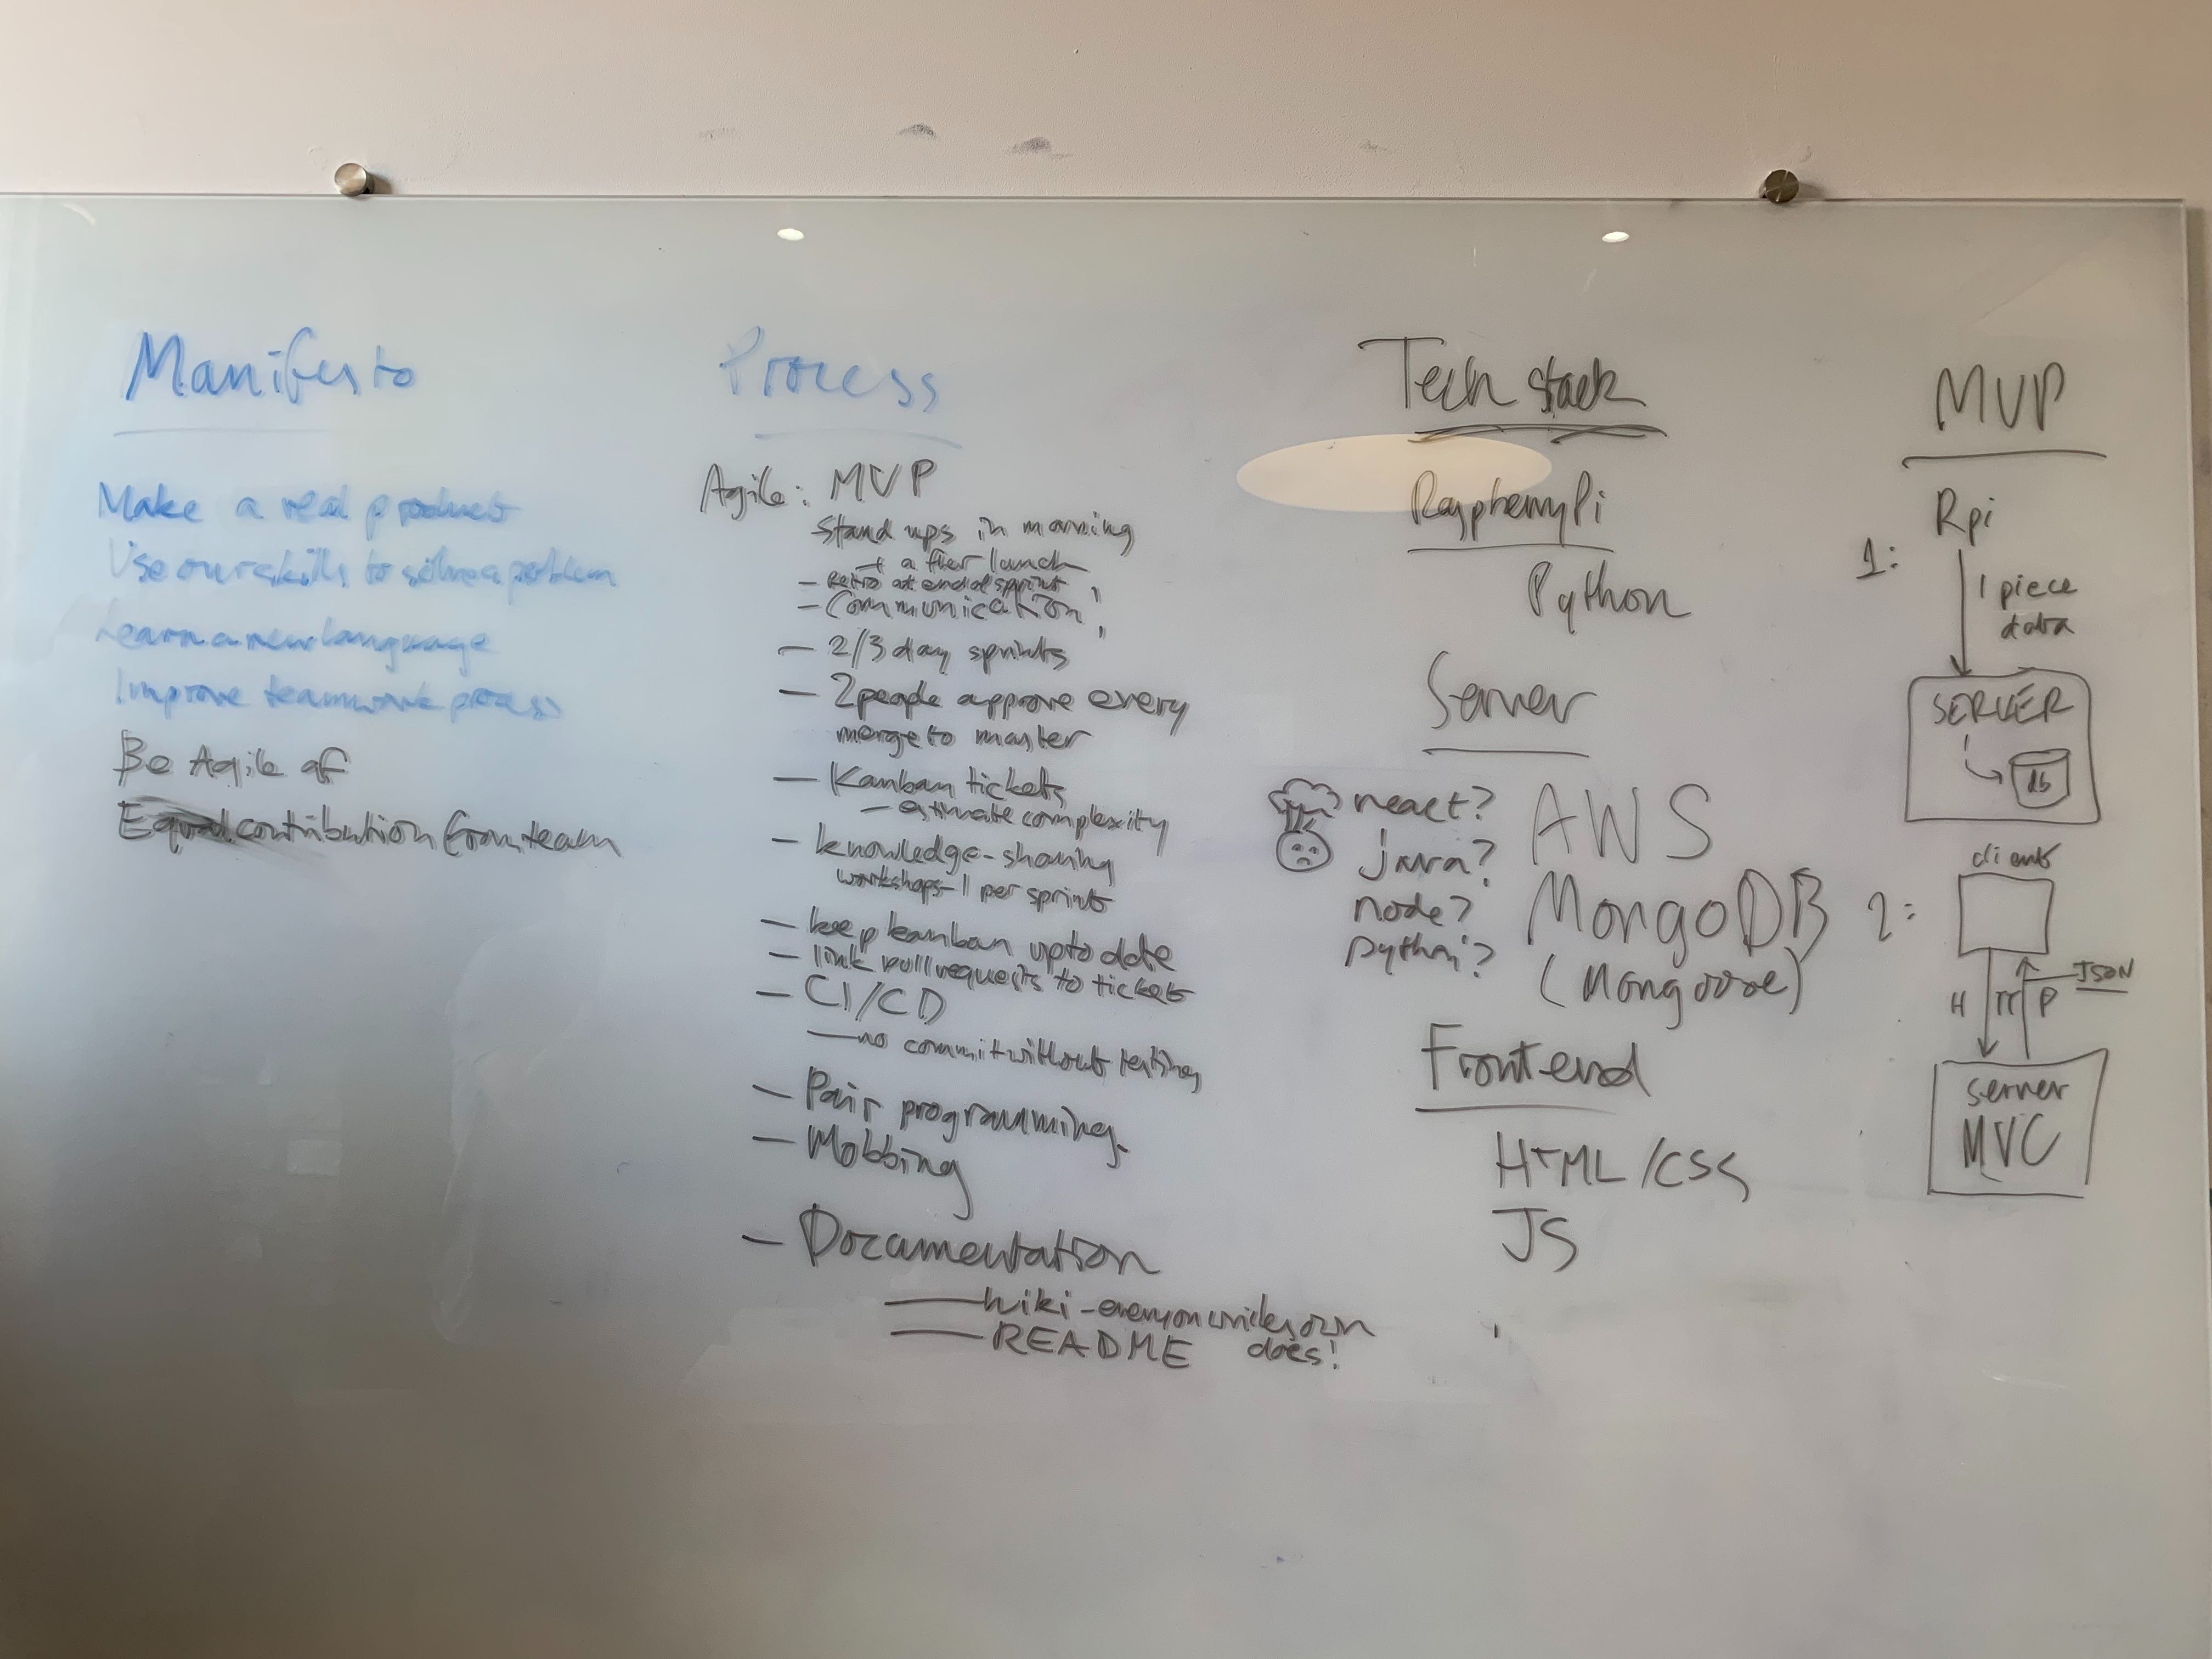 Manifesto
Make a real product
Use our skills to solve a problem
Learn a new language
Improve teamwork process
Be Agile af
Equal contribution from team
Process
Agile: MVP
Stand ups in morning
+ after lunch
- Retro at end of sprint
- Communication!
- 2/3 day sprints
- 2 people approve every
merge to master
- Kanban tickets
- estimate complexity
- knowledge-sharing
workshops - 1 per sprint
- keep kanban up to date
- link pull requests to tickets
- CI/CD
- no commit without testing
- Pair programming.
- Mobbing
- Documentation
- Wiki - everyone writes own
does!
- README
Tech stack
RaspberryPi
Python
Server
react?
java?
node?
python?
AWS
MongoDB
(Mongoose)
Frontend
HTML/CSS
JS
MVP
1:
Rpi
1 piece
data
SERVER
db
2:
client
H TT P
JSON
server
MVC